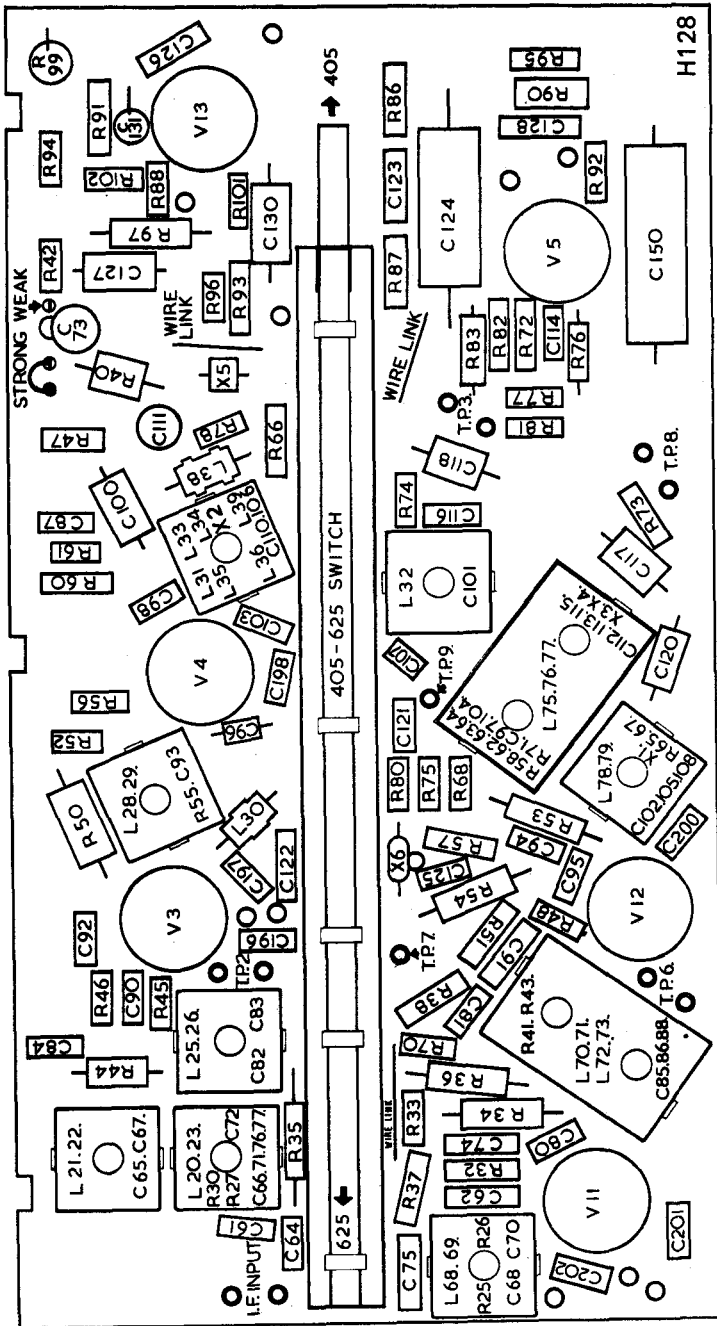 R 99
C126
R94
R91
C 131
V13
R102
R88
R101
C130
R42
R97
C127
R96
R93
WIRE LINK
STRONG WEAK
C 73
R40
X5
C111
R78
R66
R47
L38
C100
C87
R61
R60
L33
L34
X2
L39
L31
L35
L36
C110.106
C98
C103
V4
C198
R56
R52
C96
R50
L28.29.
R55.C93
L30
C197
C122
V3
C92
C196
T.P.2
R46
C90
R45
C84
R44
L25.26.
C82 C83
L21.22.
C65.C67.
L20.23.
R30
R27 C72
C66.71.76.77.
R35
C61
C64
I.F. INPUT
405
405-625 SWITCH
625
H128
R86
R95
R90
C128
C123
C124
R92
V5
C150
R87
WIRE LINK
R83
R82
R72
C114
R76
T.P.3.
R77
R81
C118
T.P.8.
R74
C116
L32
C101
R73
C117
C107
T.P.9.
C112.113.115.
X3.X4.
L75.76.77.
R58.62.63.64.
R71.C97.104.
C120
C121
R80
R75
R68
R65.67.
X1.
L78.79.
C102.105.108
C200
R53
C94
C95
X6
R57
C125
R54
V12
R48
R51
C91
T.P.7.
R38
C81
T.P.6.
R41. R43.
L70.71.
L72.73.
C85.86.88.
R70
R36
WIRE LINK
R33
R34
C74
R32
C62
C80
R37
V11
C75
L68.69.
R26
R25
C68 C70
C202
C201